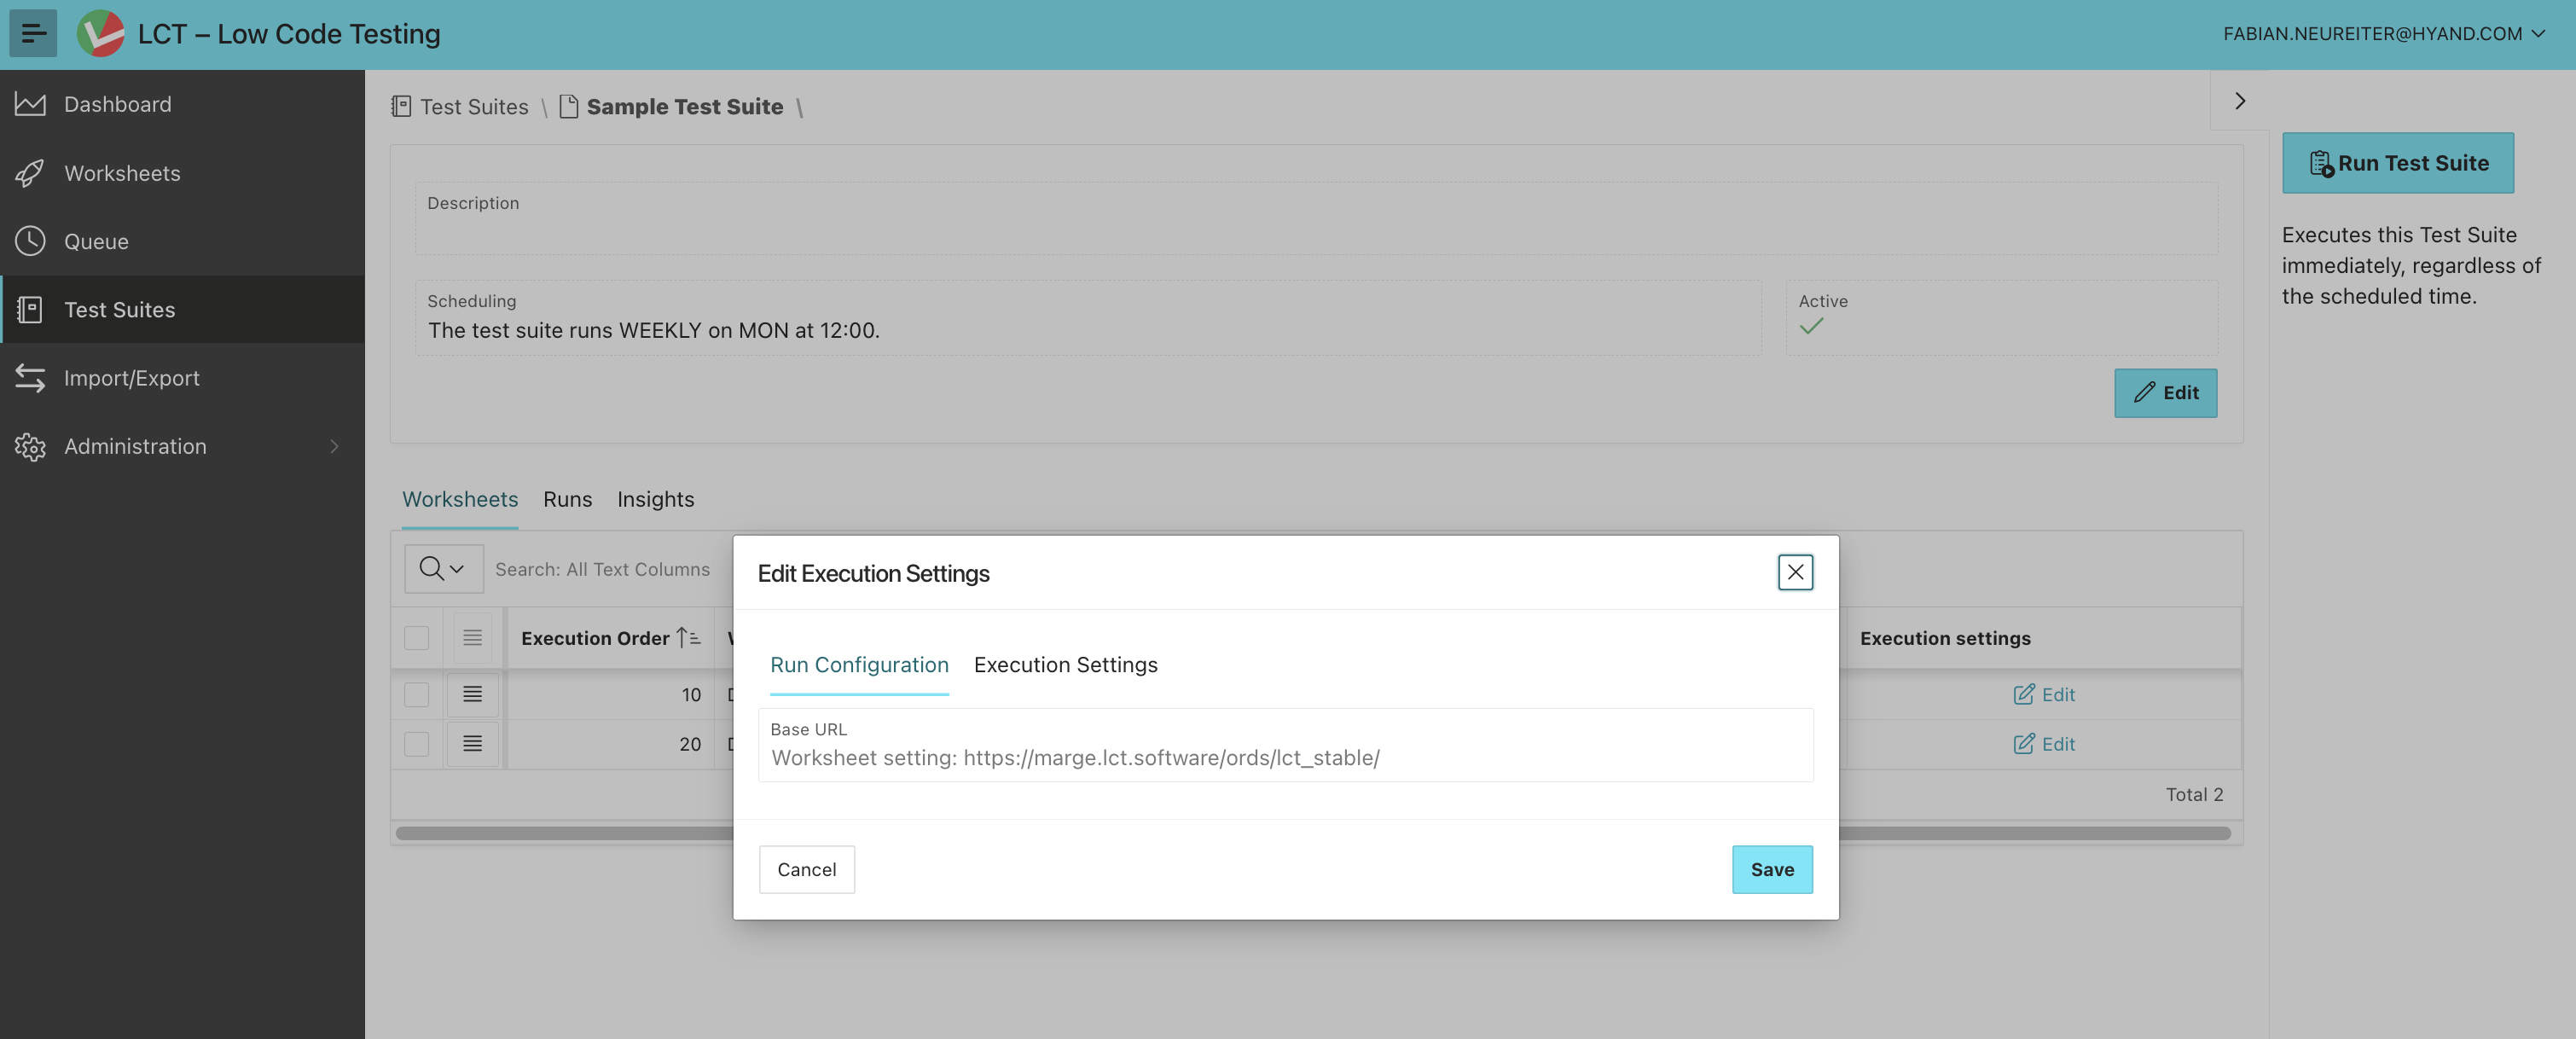 LCT – Low Code Testing
FABIAN.NEUREITER@HYAND.COM
Dashboard
Worksheets
Queue
Test Suites
Import/Export
Administration
Test Suites \ Sample Test Suite \
Description
Scheduling
The test suite runs WEEKLY on MON at 12:00.
Active
Edit
Run Test Suite
Executes this Test Suite
immediately, regardless of
the scheduled time.
Worksheets Runs Insights
Search: All Text Columns
Execution Order
Execution settings
10
Edit
20
Edit
Total 2
Edit Execution Settings
Run Configuration Execution Settings
Base URL
Worksheet setting: https://marge.lct.software/ords/lct_stable/
Cancel
Save